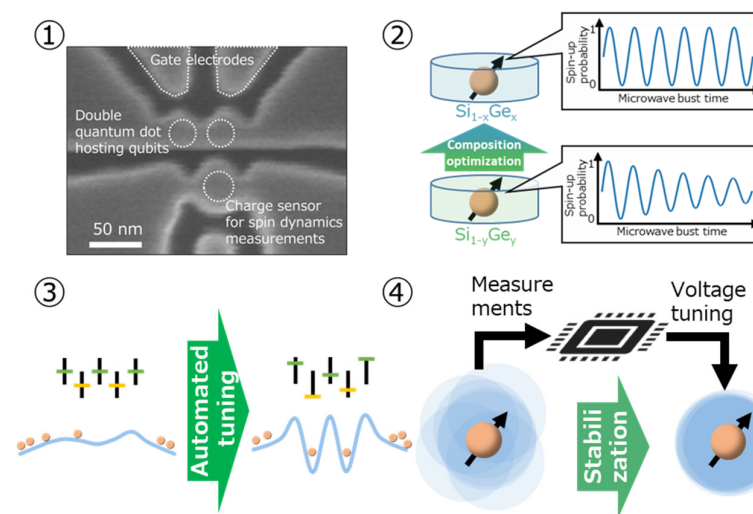 ①
Gate electrodes
Double
quantum dot
hosting qubits
Charge sensor
for spin dynamics
measurements
50 nm
②
Si1-xGex
Composition
optimization
Si1-yGey
1
Spin-up
probability
0
Microwave bust time
1
Spin-up
probability
0
Microwave bust time
③
Automated
tuning
④
Measure
ments
Voltage
tuning
Stabili
zation